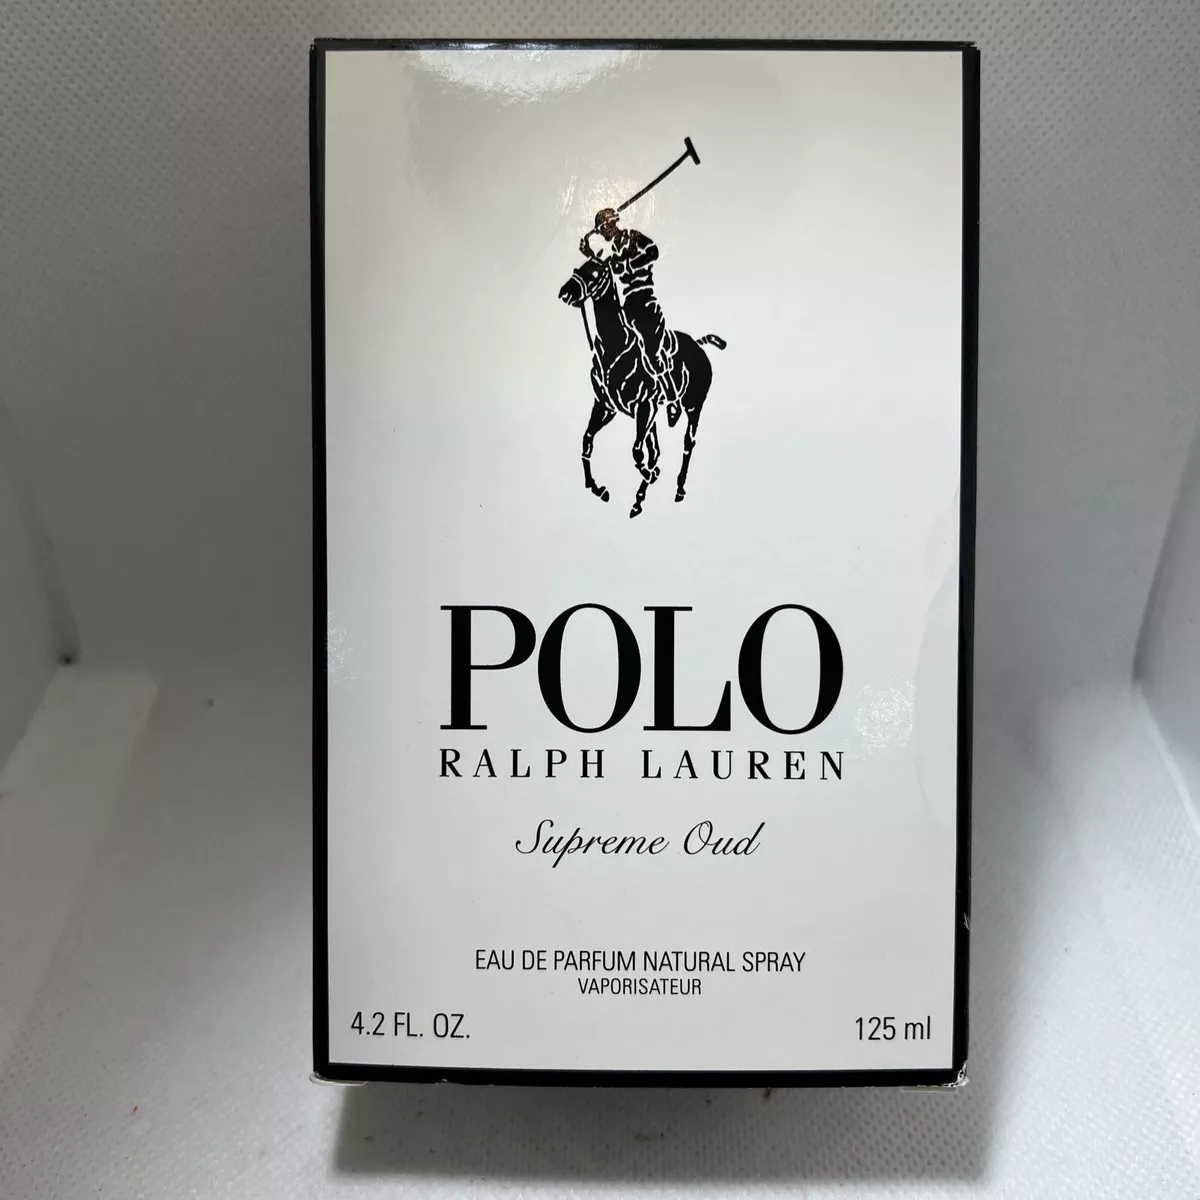 POLO
RALPH LAUREN
Supreme Oud
EAU DE PARFUM NATURAL SPRAY
VAPORISATEUR
4.2 FL. OZ. 125 ml